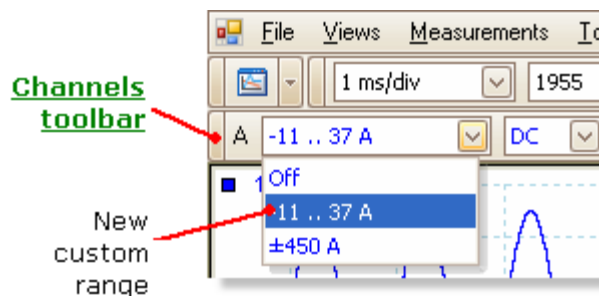 File Views Measurements
1 ms/div 1955
Channels
toolbar
A -11 .. 37 A DC
Off
-11 .. 37 A
±450 A
New
custom
range